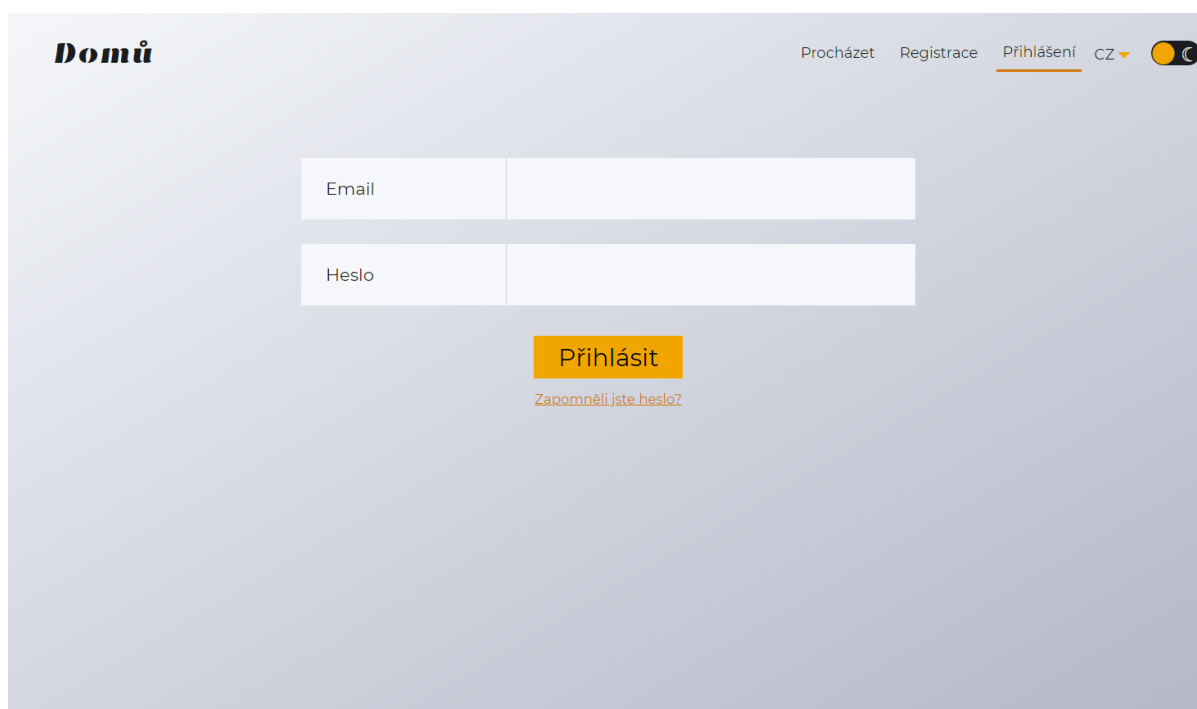 Domů
Procházet Registrace Přihlášení CZ
Email
Heslo
Přihlásit
Zapomněli jste heslo?